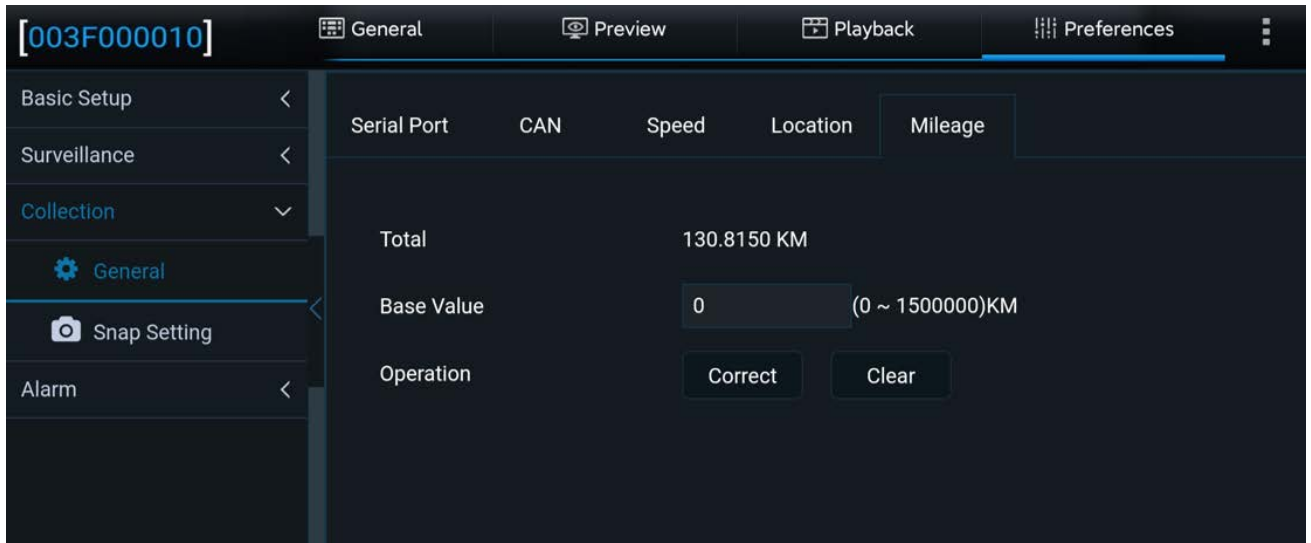 [003F000010]
General
Preview
Playback
Preferences
Basic Setup
Surveillance
Collection
General
Snap Setting
Alarm
Serial Port CAN Speed Location Mileage
Total 130.8150 KM
Base Value 0 (0 ~ 1500000)KM
Operation Correct Clear